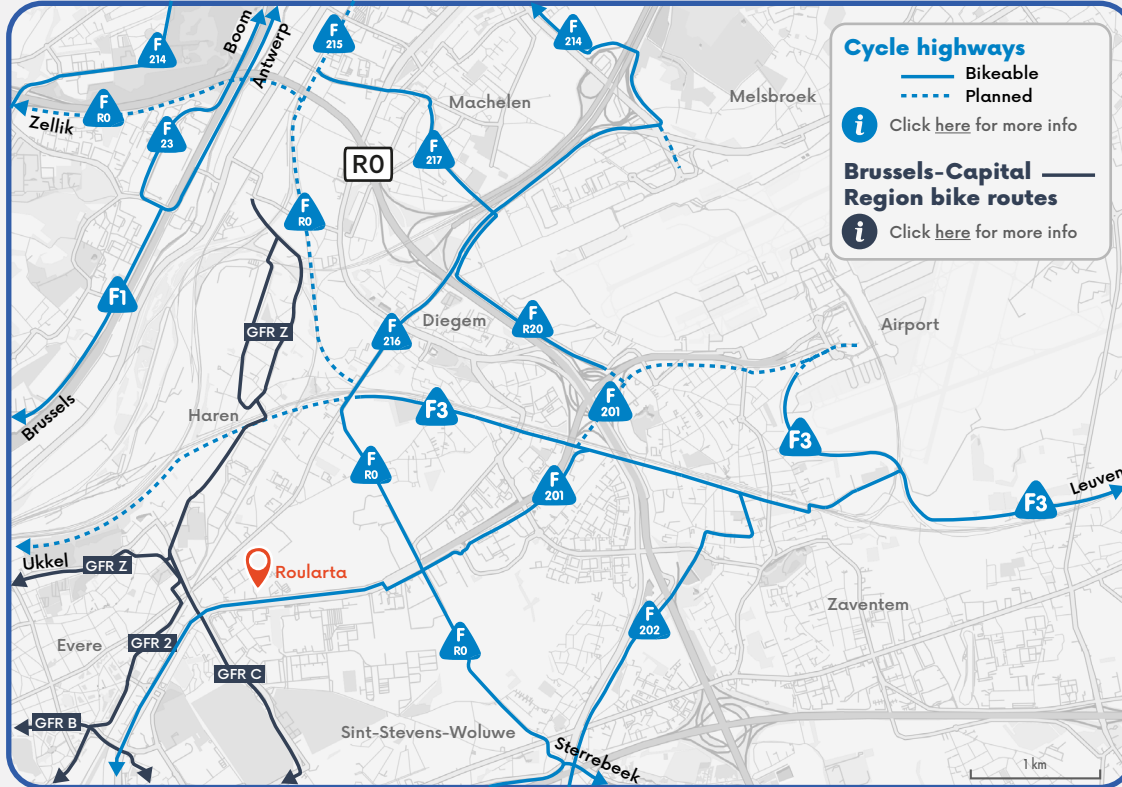 Boom
Antwerp
F
215
F
214
F
214
Cycle highways
Bikeable
Planned
i Click here for more info
Brussels-Capital
Region bike routes
i Click here for more info
Machelen
Melsbroek
F
R0
Zellik
F
23
F
217
R0
F
R0
F1
GFR Z
Diegem
F
216
F
R20
Airport
Haren
Brussels
F3
F
201
F3
F
R0
F
201
F3
Leuven
Ukkel
GFR Z
Roularta
Zaventem
F
202
Evere
GFR 2
F
R0
GFR C
GFR B
Sint-Stevens-Woluwe
Sterrebeek
1 km